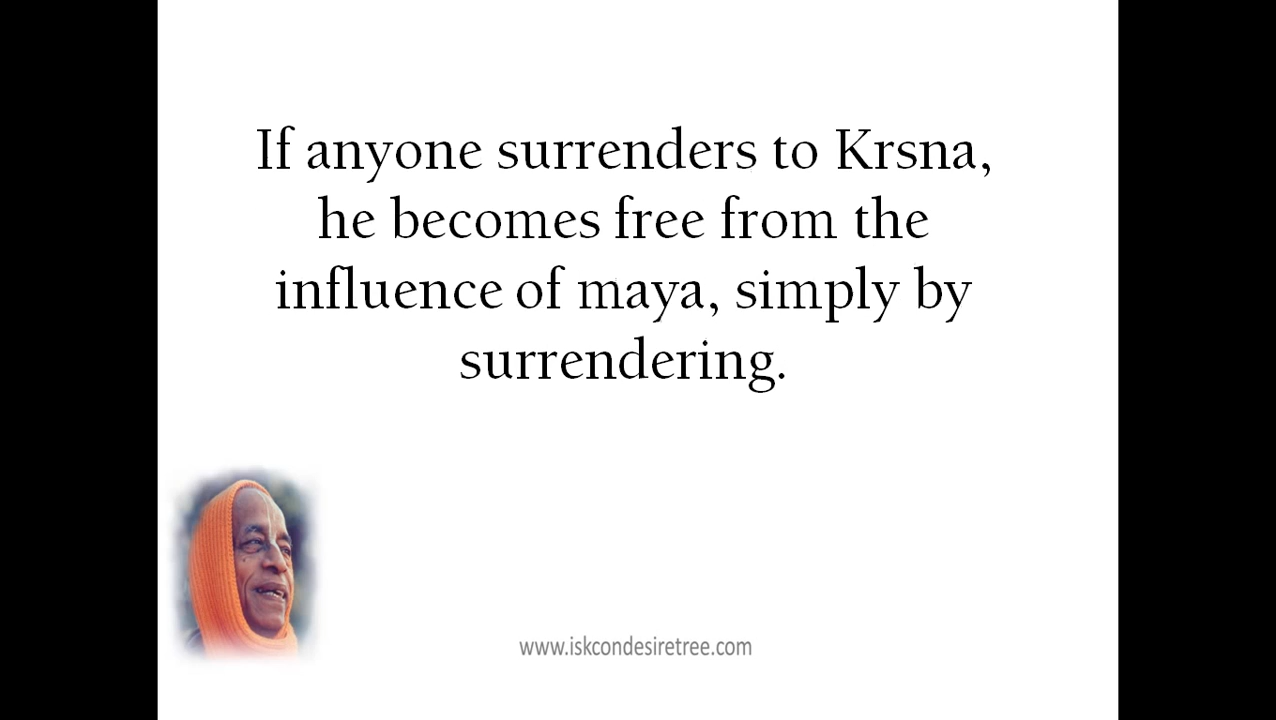 If anyone surrenders to Krsna,
he becomes free from the
influence of maya, simply by
surrendering.
www.iskcondesiretree.com